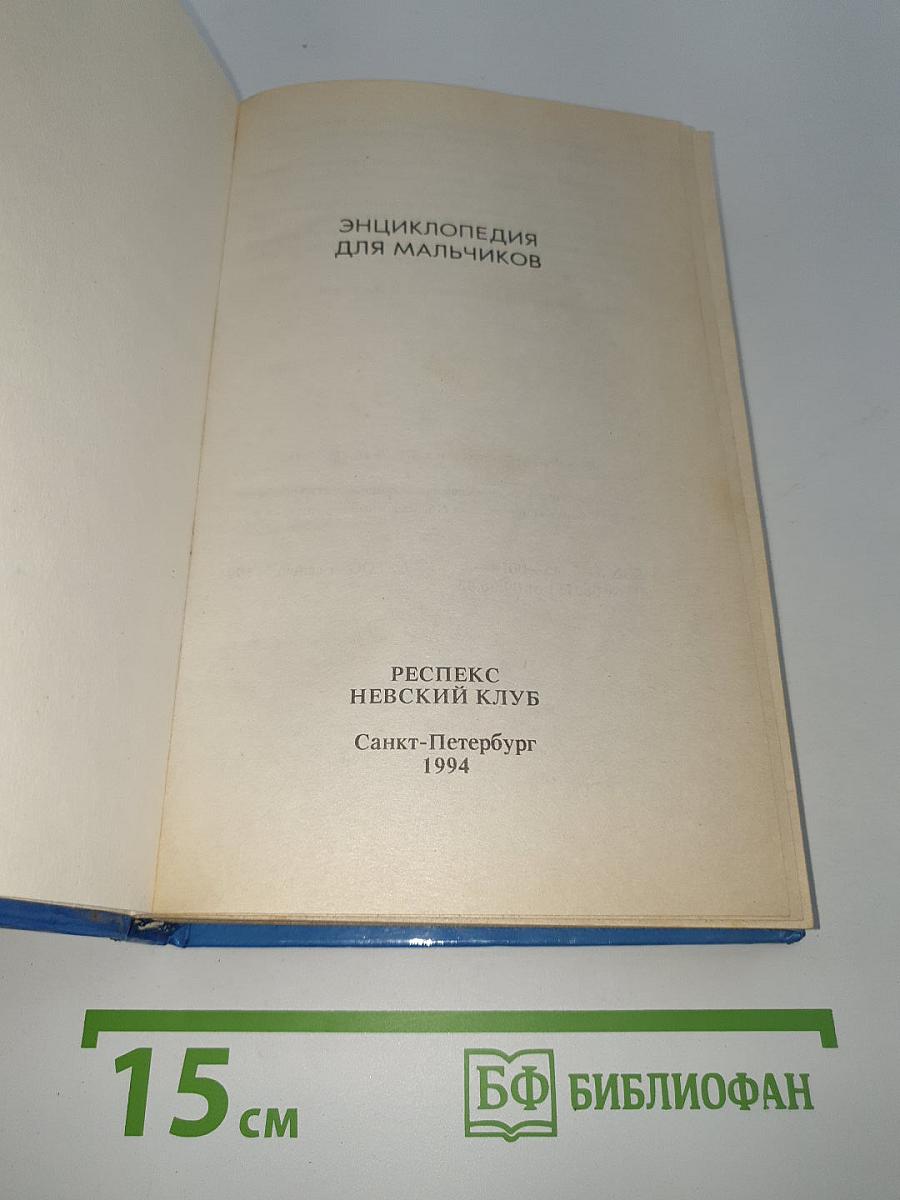 ЭНЦИКЛОПЕДИЯ
ДЛЯ МАЛЬЧИКОВ
РЕСПЕКС
НЕВСКИЙ КЛУБ
Санкт-Петербург
1994
15 см
БФ БИБЛИОФАН